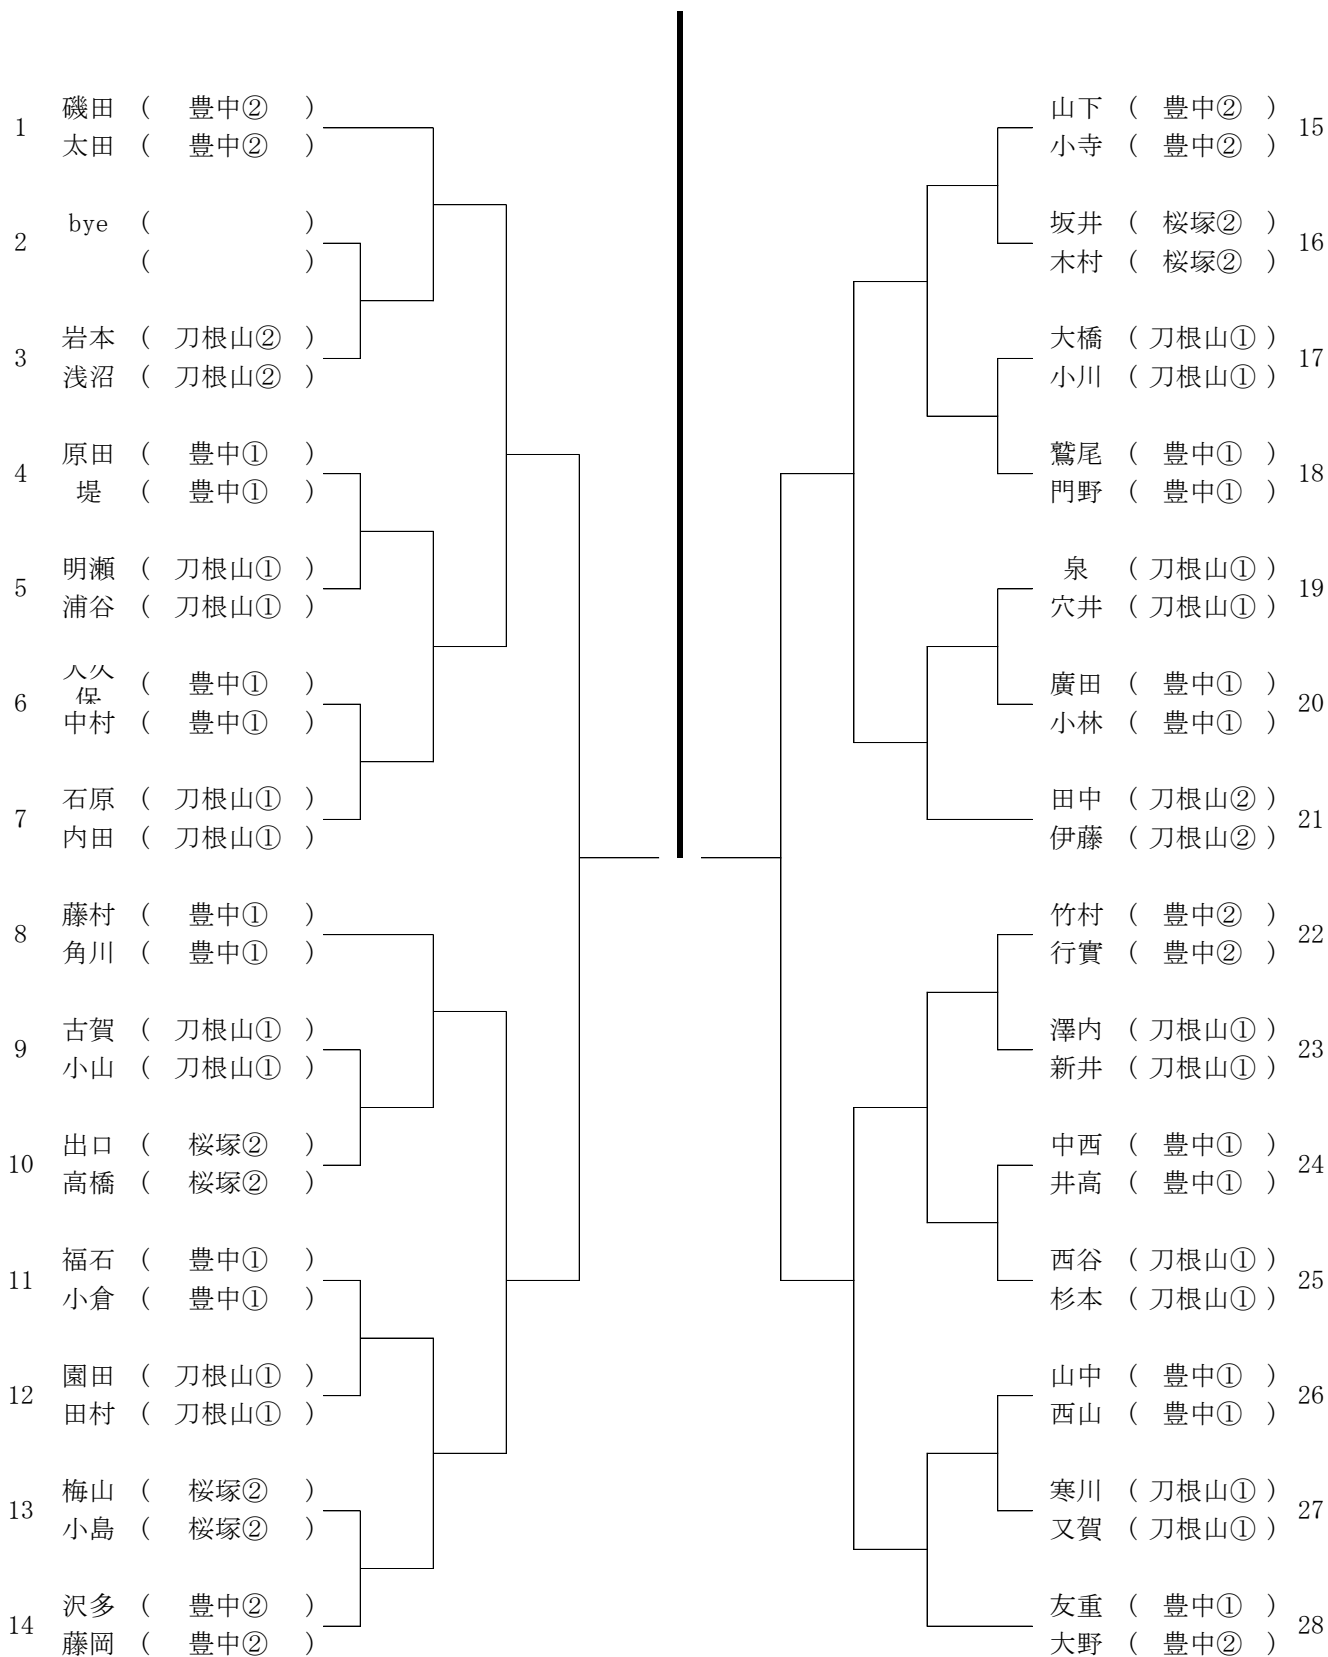 1 磯田 ( 豊中② )
太田 ( 豊中② )
2 bye ( )
( )
3 岩本 ( 刀根山② )
浅沼 ( 刀根山② )
4 原田 ( 豊中① )
堤 ( 豊中① )
5 明瀬 ( 刀根山① )
浦谷 ( 刀根山① )
6 ( 豊中① )
中村 ( 豊中① )
7 石原 ( 刀根山① )
内田 ( 刀根山① )
8 藤村 ( 豊中① )
角川 ( 豊中① )
9 古賀 ( 刀根山① )
小山 ( 刀根山① )
10 出口 ( 桜塚② )
高橋 ( 桜塚② )
11 福石 ( 豊中① )
小倉 ( 豊中① )
12 園田 ( 刀根山① )
田村 ( 刀根山① )
13 梅山 ( 桜塚② )
小島 ( 桜塚② )
14 沢多 ( 豊中② )
藤岡 ( 豊中② )
山下 ( 豊中② ) 15
小寺 ( 豊中② )
坂井 ( 桜塚② ) 16
木村 ( 桜塚② )
大橋 ( 刀根山① ) 17
小川 ( 刀根山① )
鷲尾 ( 豊中① ) 18
門野 ( 豊中① )
泉 ( 刀根山① ) 19
穴井 ( 刀根山① )
廣田 ( 豊中① ) 20
小林 ( 豊中① )
田中 ( 刀根山② ) 21
伊藤 ( 刀根山② )
竹村 ( 豊中② ) 22
行實 ( 豊中② )
澤内 ( 刀根山① ) 23
新井 ( 刀根山① )
中西 ( 豊中① ) 24
井高 ( 豊中① )
西谷 ( 刀根山① ) 25
杉本 ( 刀根山① )
山中 ( 豊中① ) 26
西山 ( 豊中① )
寒川 ( 刀根山① ) 27
又賀 ( 刀根山① )
友重 ( 豊中① ) 28
大野 ( 豊中② )